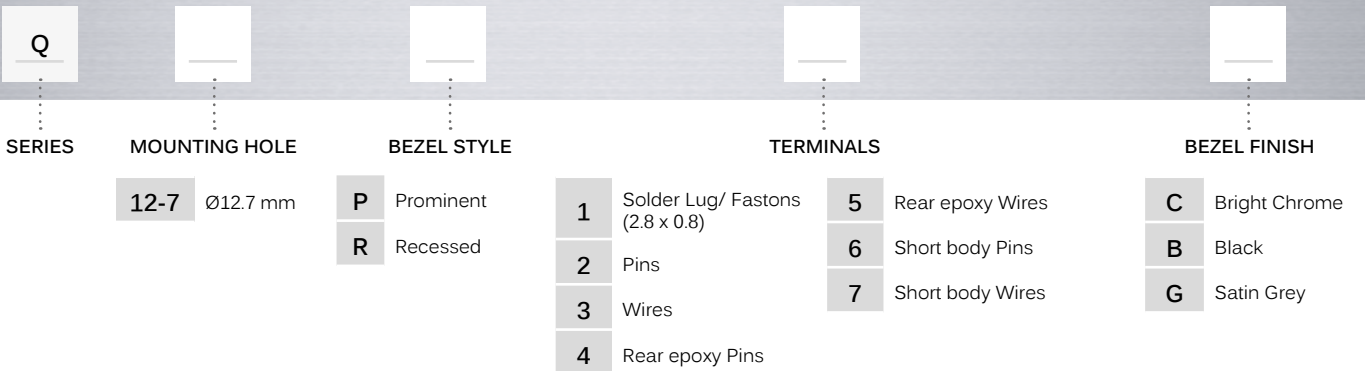 Q
SERIES
MOUNTING HOLE
12-7 Ø12.7 mm
BEZEL STYLE
P Prominent
R Recessed
TERMINALS
1 Solder Lug/ Fastons
(2.8 x 0.8)
2 Pins
3 Wires
4 Rear epoxy Pins
5 Rear epoxy Wires
6 Short body Pins
7 Short body Wires
BEZEL FINISH
C Bright Chrome
B Black
G Satin Grey